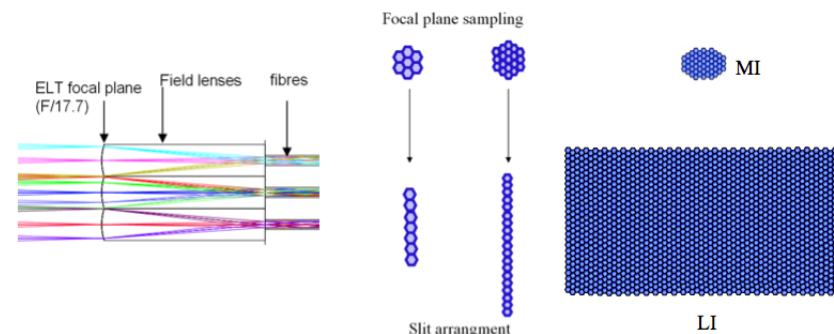 ELT focal plane
(F/17.7)
Field lenses
fibres
Focal plane sampling
Slit arrangment
MI
LI